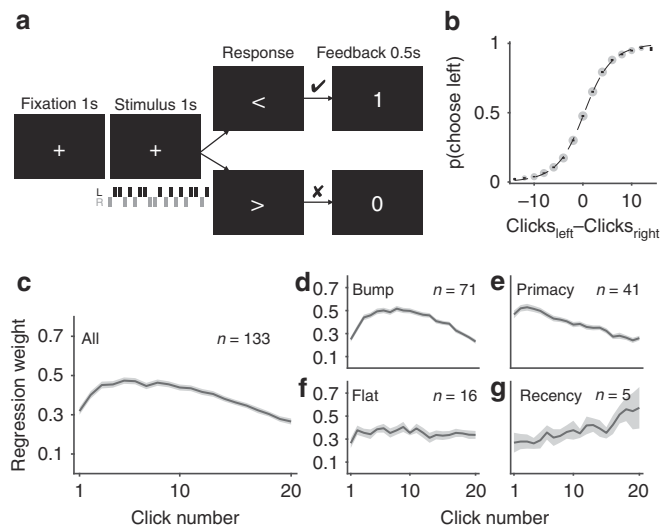 a
Response Feedback 0.5s
Fixation 1s Stimulus 1s
+ + < ✔ 1
L
R
> ✘ 0
b
p(choose left)
1
0.5
0
−10 0 10
Clicksleft−Clicksright
c
Regression weight
0.7
0.5
0.3
0.1
All n = 133
1 10 20
Click number
d
0.7
0.5
0.3
0.1
Bump n = 71
e
Primacy n = 41
f
0.7
0.5
0.3
0.1
Flat n = 16
1 10 20
g
Recency n = 5
1 10 20
Click number